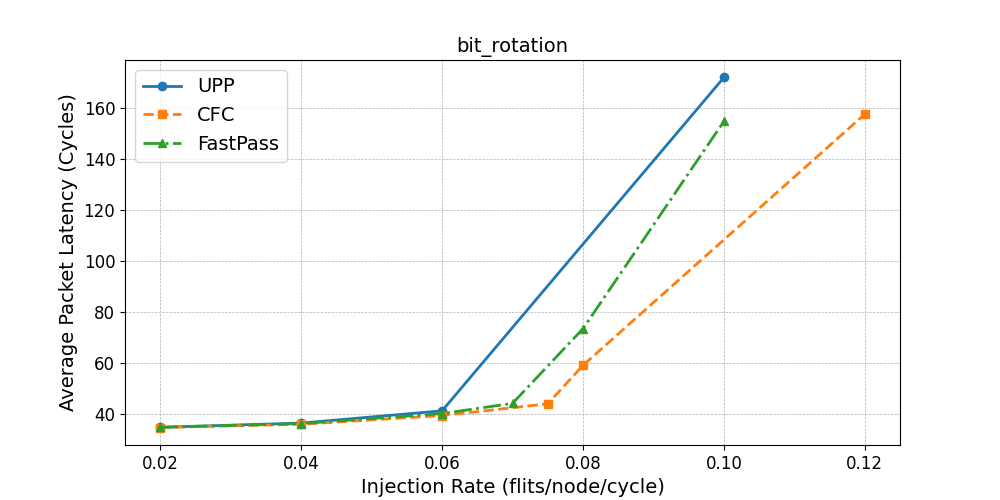 bit_rotation
UPP
CFC
FastPass
160
140
120
100
80
60
40
Average Packet Latency (Cycles)
0.02 0.04 0.06 0.08 0.10 0.12
Injection Rate (flits/node/cycle)